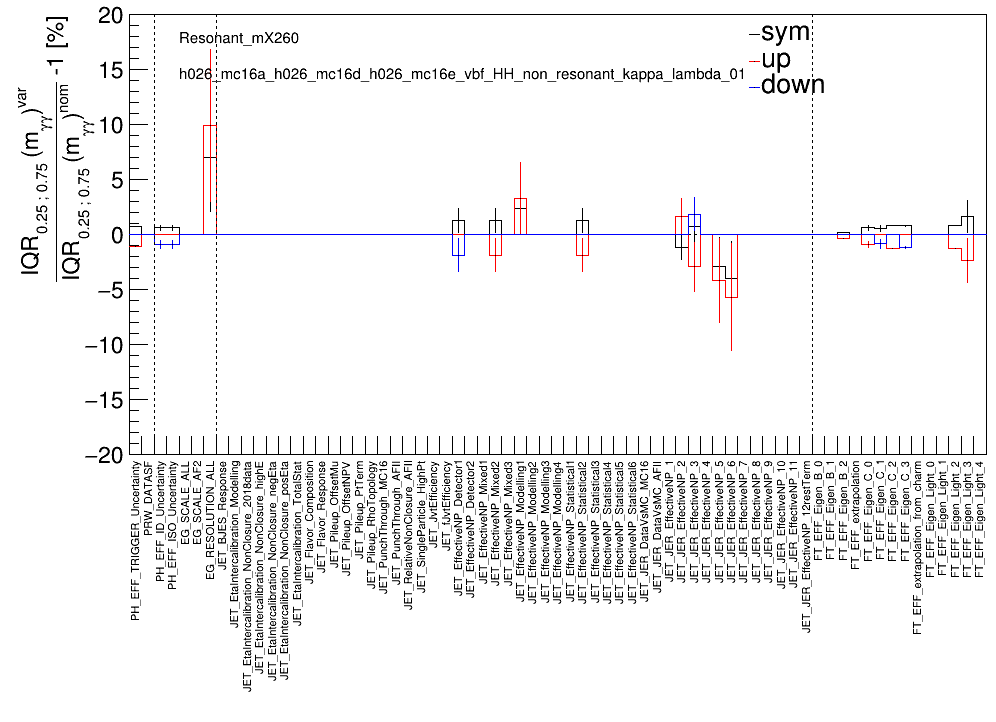 IQR0.25 ; 0.75 (mγγ)var
IQR0.25 ; 0.75 (mγγ)nom -1 [%]
20
15
10
5
0
−5
−10
−15
−20
Resonant_mX260
h026_mc16a_h026_mc16d_h026_mc16e_vbf_HH_non_resonant_kappa_lambda_01
sym
up
down
PH_EFF_TRIGGER_Uncertainty
PRW_DATASF
PH_EFF_ID_Uncertainty
PH_EFF_ISO_Uncertainty
EG_SCALE_ALL
EG_SCALE_AF2
EG_RESOLUTION_ALL
JET_BJES_Response
JET_EtaIntercalibration_Modelling
JET_EtaIntercalibration_NonClosure_2018data
JET_EtaIntercalibration_NonClosure_highE
JET_EtaIntercalibration_NonClosure_negEta
JET_EtaIntercalibration_NonClosure_posEta
JET_EtaIntercalibration_TotalStat
JET_Flavor_Composition
JET_Flavor_Response
JET_Pileup_OffsetMu
JET_Pileup_OffsetNPV
JET_Pileup_PtTerm
JET_Pileup_RhoTopology
JET_PunchThrough_MC16
JET_PunchThrough_AFII
JET_RelativeNonClosure_AFII
JET_SingleParticle_HighPt
JET_JvtEfficiency
JET_fJvtEfficiency
JET_EffectiveNP_Detector1
JET_EffectiveNP_Detector2
JET_EffectiveNP_Mixed1
JET_EffectiveNP_Mixed2
JET_EffectiveNP_Mixed3
JET_EffectiveNP_Modelling1
JET_EffectiveNP_Modelling2
JET_EffectiveNP_Modelling3
JET_EffectiveNP_Modelling4
JET_EffectiveNP_Statistical1
JET_EffectiveNP_Statistical2
JET_EffectiveNP_Statistical3
JET_EffectiveNP_Statistical4
JET_EffectiveNP_Statistical5
JET_EffectiveNP_Statistical6
JET_JER_DataVsMC_MC16
JET_JER_DataVsMC_AFII
JET_JER_EffectiveNP_1
JET_JER_EffectiveNP_2
JET_JER_EffectiveNP_3
JET_JER_EffectiveNP_4
JET_JER_EffectiveNP_5
JET_JER_EffectiveNP_6
JET_JER_EffectiveNP_7
JET_JER_EffectiveNP_8
JET_JER_EffectiveNP_9
JET_JER_EffectiveNP_10
JET_JER_EffectiveNP_11
JET_JER_EffectiveNP_12restTerm
FT_EFF_Eigen_B_0
FT_EFF_Eigen_B_1
FT_EFF_Eigen_B_2
FT_EFF_extrapolation
FT_EFF_Eigen_C_0
FT_EFF_Eigen_C_1
FT_EFF_Eigen_C_2
FT_EFF_Eigen_C_3
FT_EFF_extrapolation_from_charm
FT_EFF_Eigen_Light_0
FT_EFF_Eigen_Light_1
FT_EFF_Eigen_Light_2
FT_EFF_Eigen_Light_3
FT_EFF_Eigen_Light_4